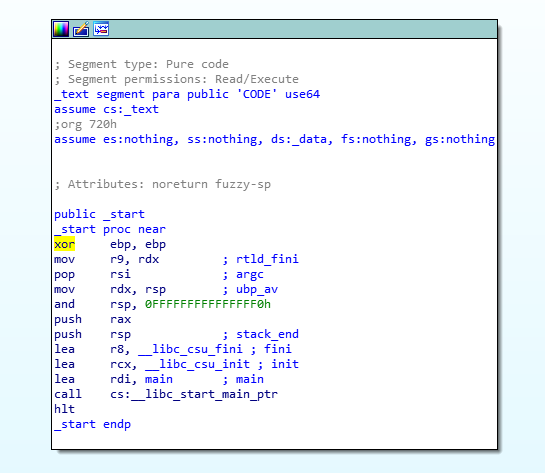 ; Segment type: Pure code
; Segment permissions: Read/Execute
_text segment para public 'CODE' use64
assume cs:_text
;org 720h
assume es:nothing, ss:nothing, ds:_data, fs:nothing, gs:nothing
; Attributes: noreturn fuzzy-sp
public _start
_start proc near
xor ebp, ebp
mov r9, rdx ; rtld_fini
pop rsi ; argc
mov rdx, rsp ; ubp_av
and rsp, 0FFFFFFFFFFFFFFF0h
push rax
push rsp ; stack_end
lea r8, __libc_csu_fini ; fini
lea rcx, __libc_csu_init ; init
lea rdi, main ; main
call cs:__libc_start_main_ptr
hlt
_start endp